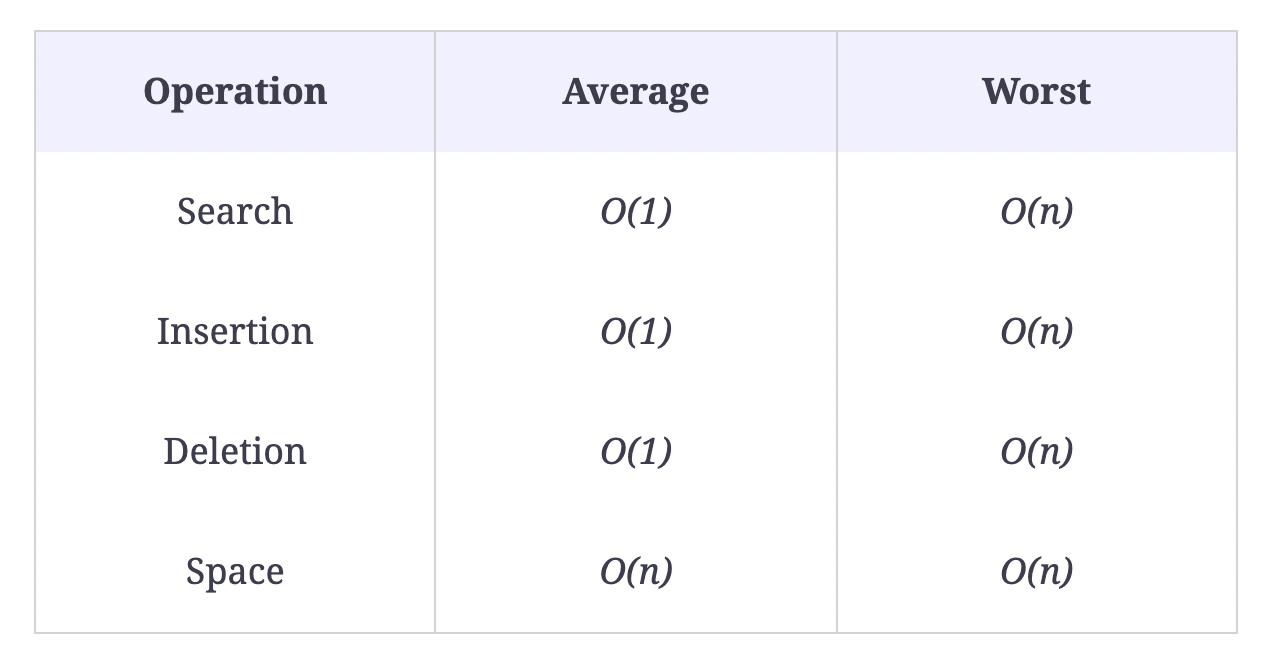 Operation Average Worst
Search O(1) O(n)
Insertion O(1) O(n)
Deletion O(1) O(n)
Space O(n) O(n)